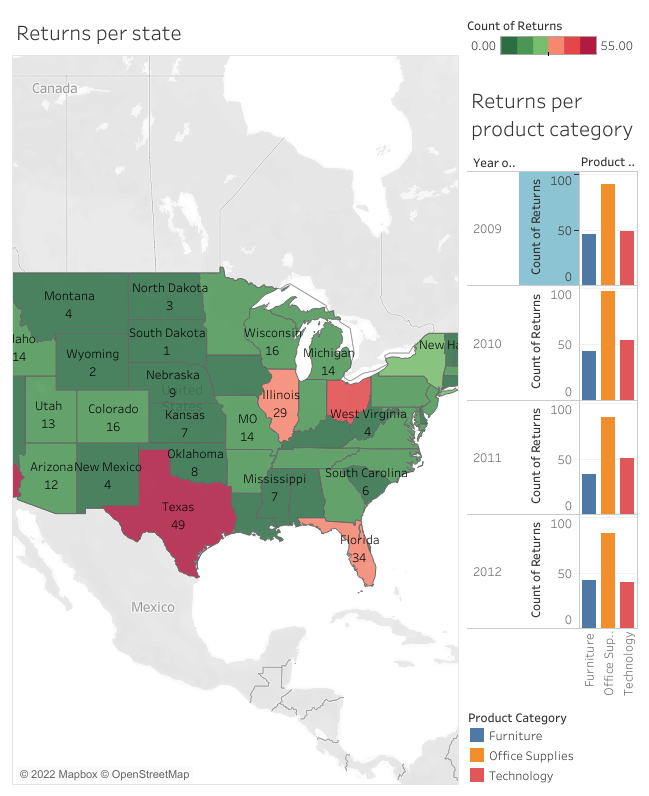 Returns per state
Count of Returns
0.00 55.00
Canada
Montana
4
North Dakota
3
South Dakota
1
Wisconsin
16
Michigan
14
New Ha
laho
14
Wyoming
2
Nebraska
9
United
States
Illinois
29
Utah
13
Colorado
16
Kansas
7
MO
14
West Virginia
4
Arizona
12
New Mexico
4
Oklahoma
8
Mississippi
7
South Carolina
6
Texas
49
Florida
34
Mexico
© 2022 Mapbox © OpenStreetMap
Returns per
product category
Year o..
Product ..
2009
Count of Returns
100
50
0
2010
Count of Returns
100
50
0
2011
Count of Returns
100
50
0
2012
Count of Returns
100
50
0
Furniture
Office Sup..
Technology
Product Category
Furniture
Office Supplies
Technology